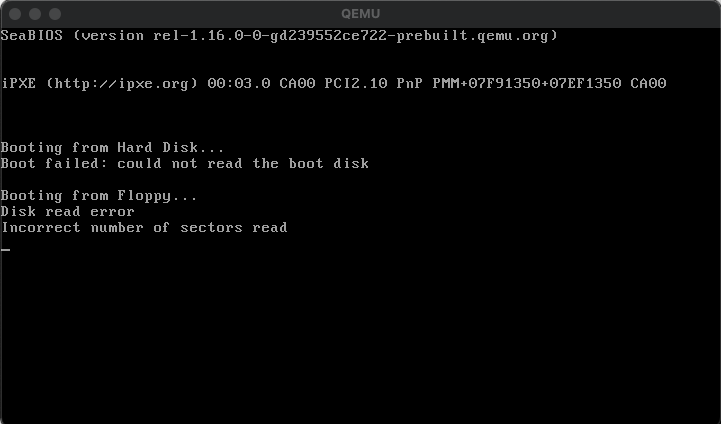 QEMU
SeaBIOS (version rel-1.16.0-0-gd239552ce722-prebuilt.qemu.org)
iPXE (http://ipxe.org) 00:03.0 CA00 PCI2.10 PnP PMM+07F91350+07EF1350 CA00
Booting from Hard Disk...
Boot failed: could not read the boot disk
Booting from Floppy...
Disk read error
Incorrect number of sectors read
_